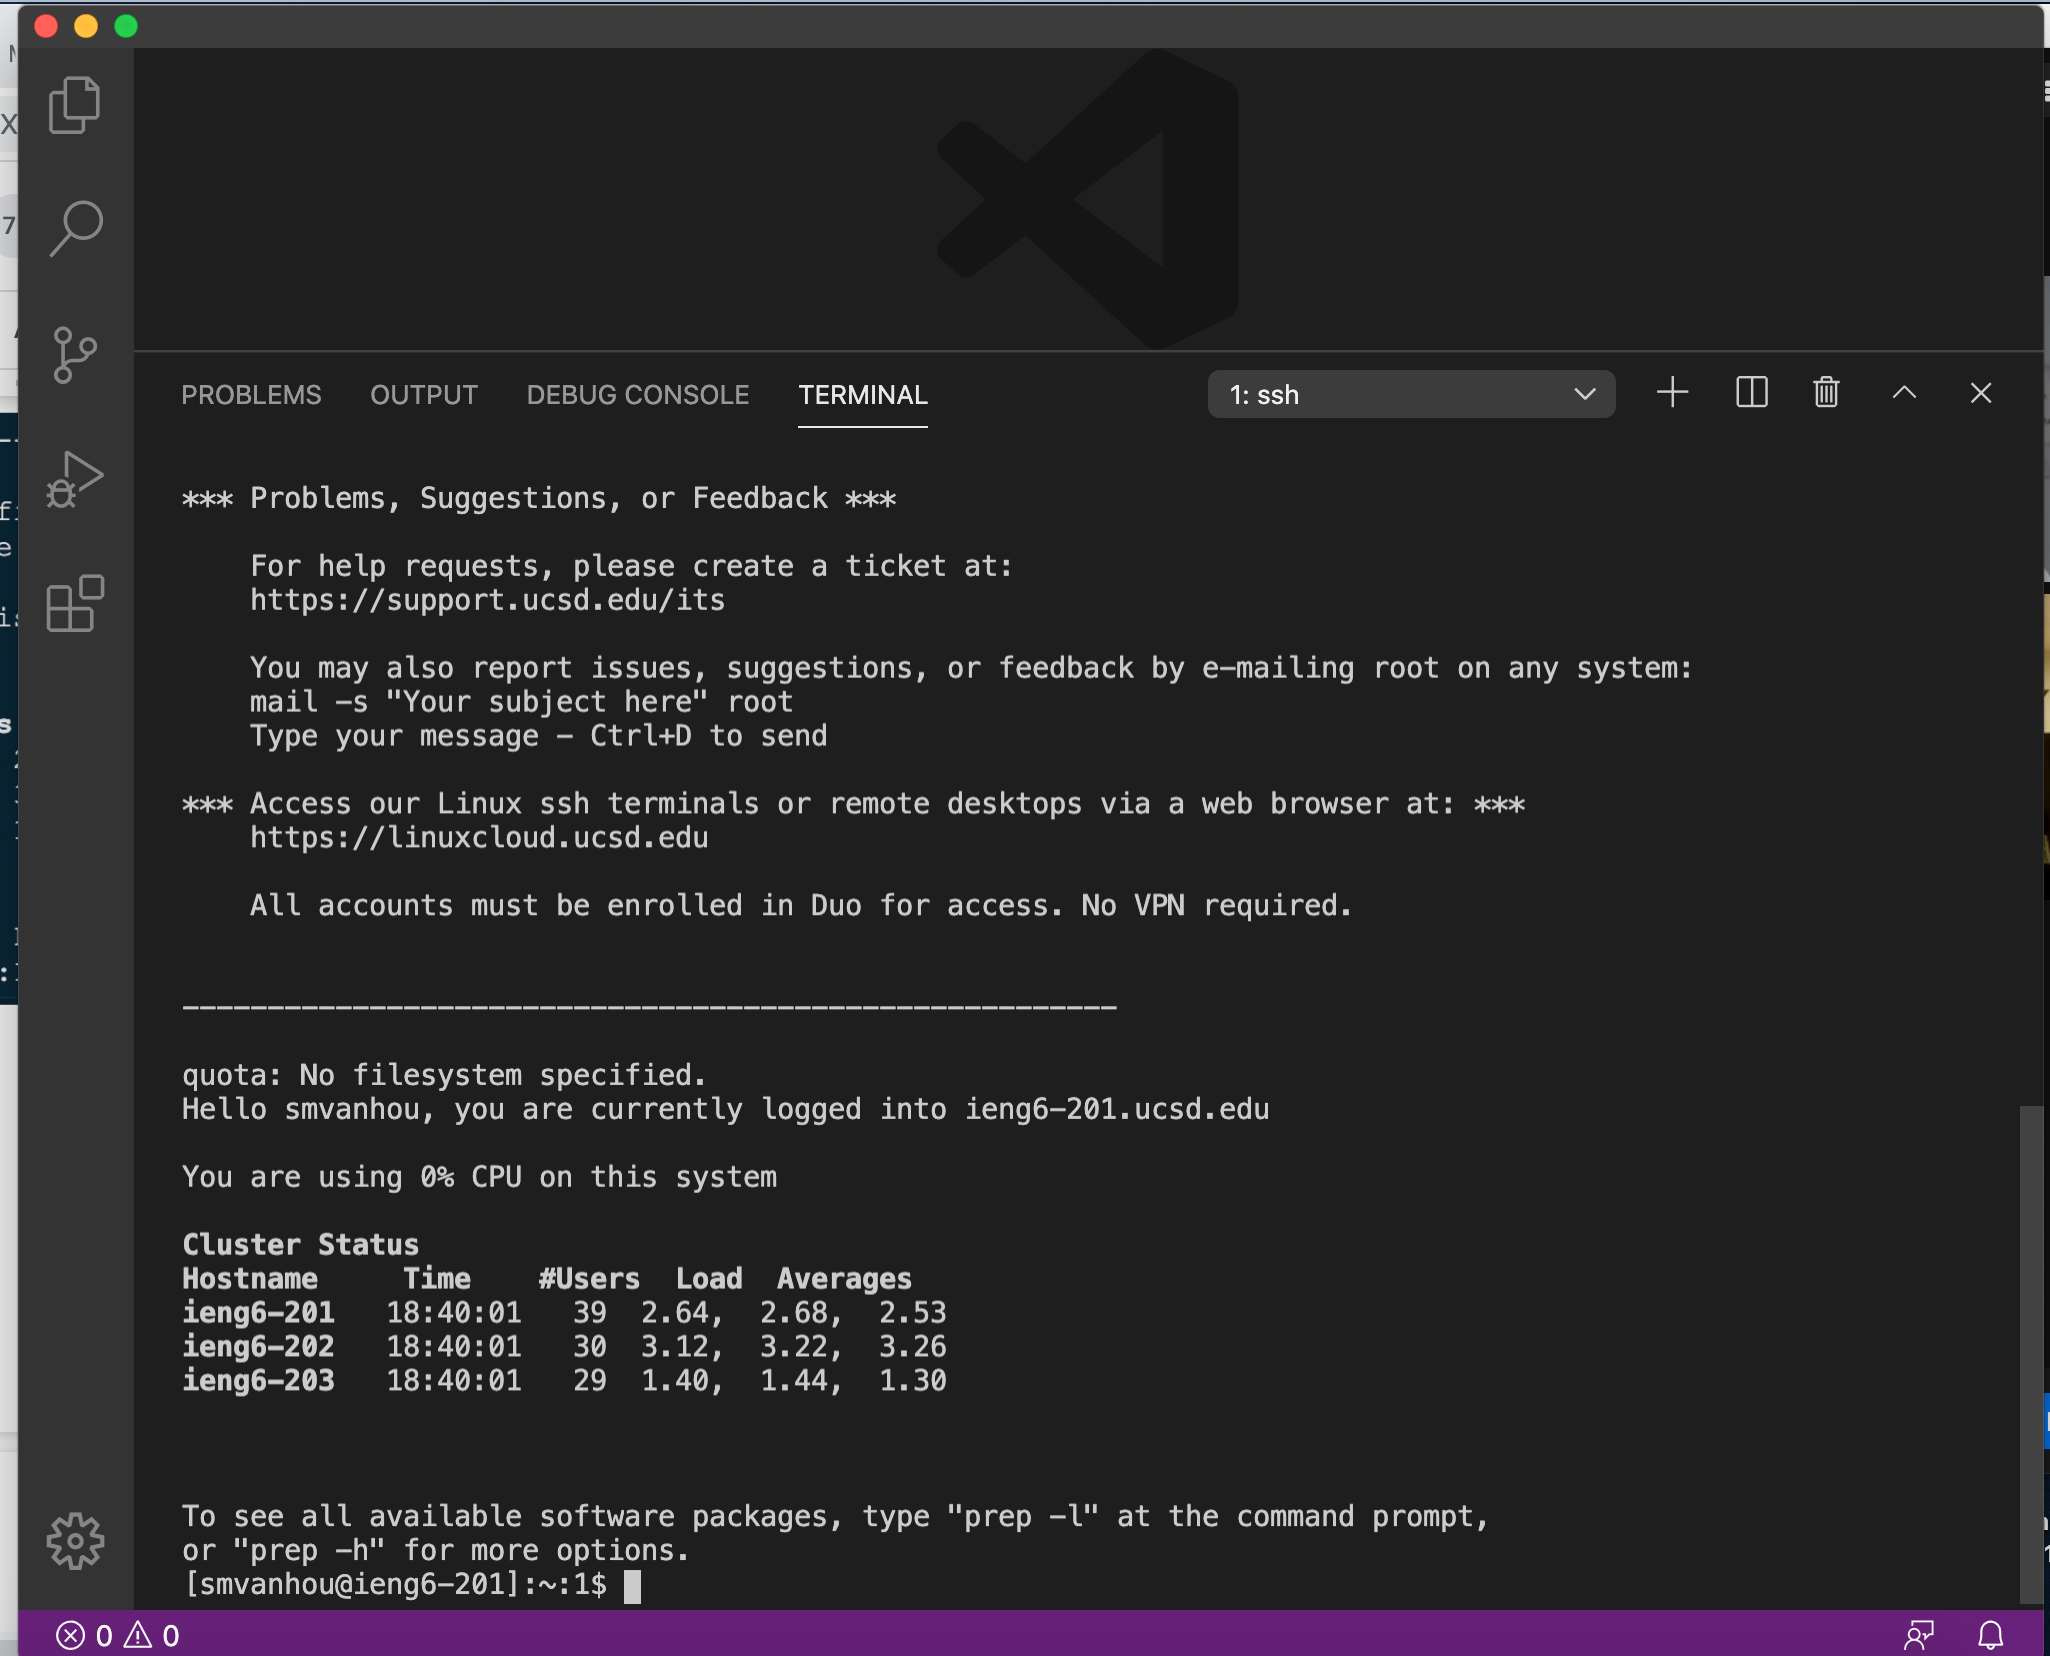 PROBLEMS OUTPUT DEBUG CONSOLE TERMINAL 1: ssh
*** Problems, Suggestions, or Feedback ***
For help requests, please create a ticket at:
https://support.ucsd.edu/its
You may also report issues, suggestions, or feedback by e-mailing root on any system:
mail -s "Your subject here" root
Type your message - Ctrl+D to send
*** Access our Linux ssh terminals or remote desktops via a web browser at: ***
https://linuxcloud.ucsd.edu
All accounts must be enrolled in Duo for access. No VPN required.
-------------------------------------------------------
quota: No filesystem specified.
Hello smvanhou, you are currently logged into ieng6-201.ucsd.edu
You are using 0% CPU on this system
Cluster Status
Hostname Time #Users Load Averages
ieng6-201 18:40:01 39 2.64, 2.68, 2.53
ieng6-202 18:40:01 30 3.12, 3.22, 3.26
ieng6-203 18:40:01 29 1.40, 1.44, 1.30
To see all available software packages, type "prep -l" at the command prompt,
or "prep -h" for more options.
[smvanhou@ieng6-201]:~:1$
0 0